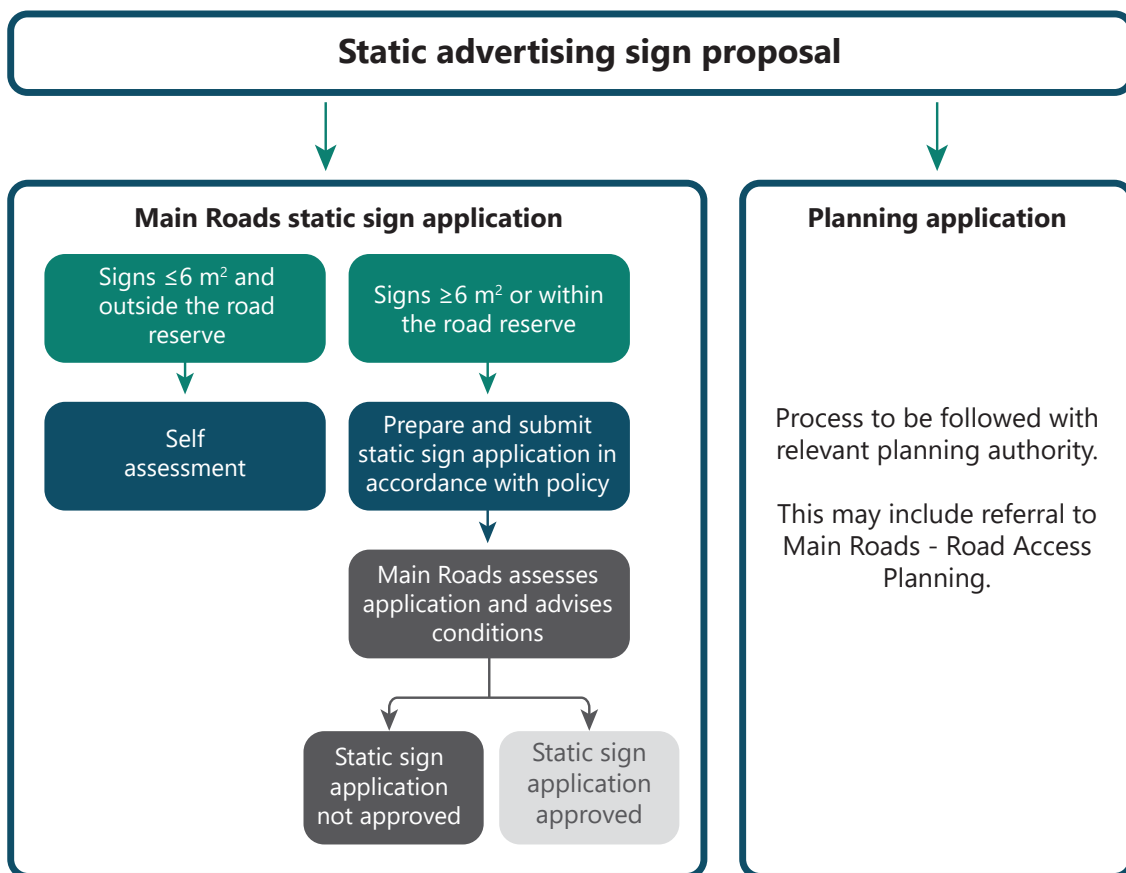 Static advertising sign proposal
Main Roads static sign application
Signs ≤6 m² and
outside the road
reserve
Signs ≥6 m² or within
the road reserve
Self
assessment
Prepare and submit
static sign application in
accordance with policy
Main Roads assesses
application and advises
conditions
Static sign
application
not approved
Static sign
application
approved
Planning application
Process to be followed with
relevant planning authority.
This may include referral to
Main Roads - Road Access
Planning.